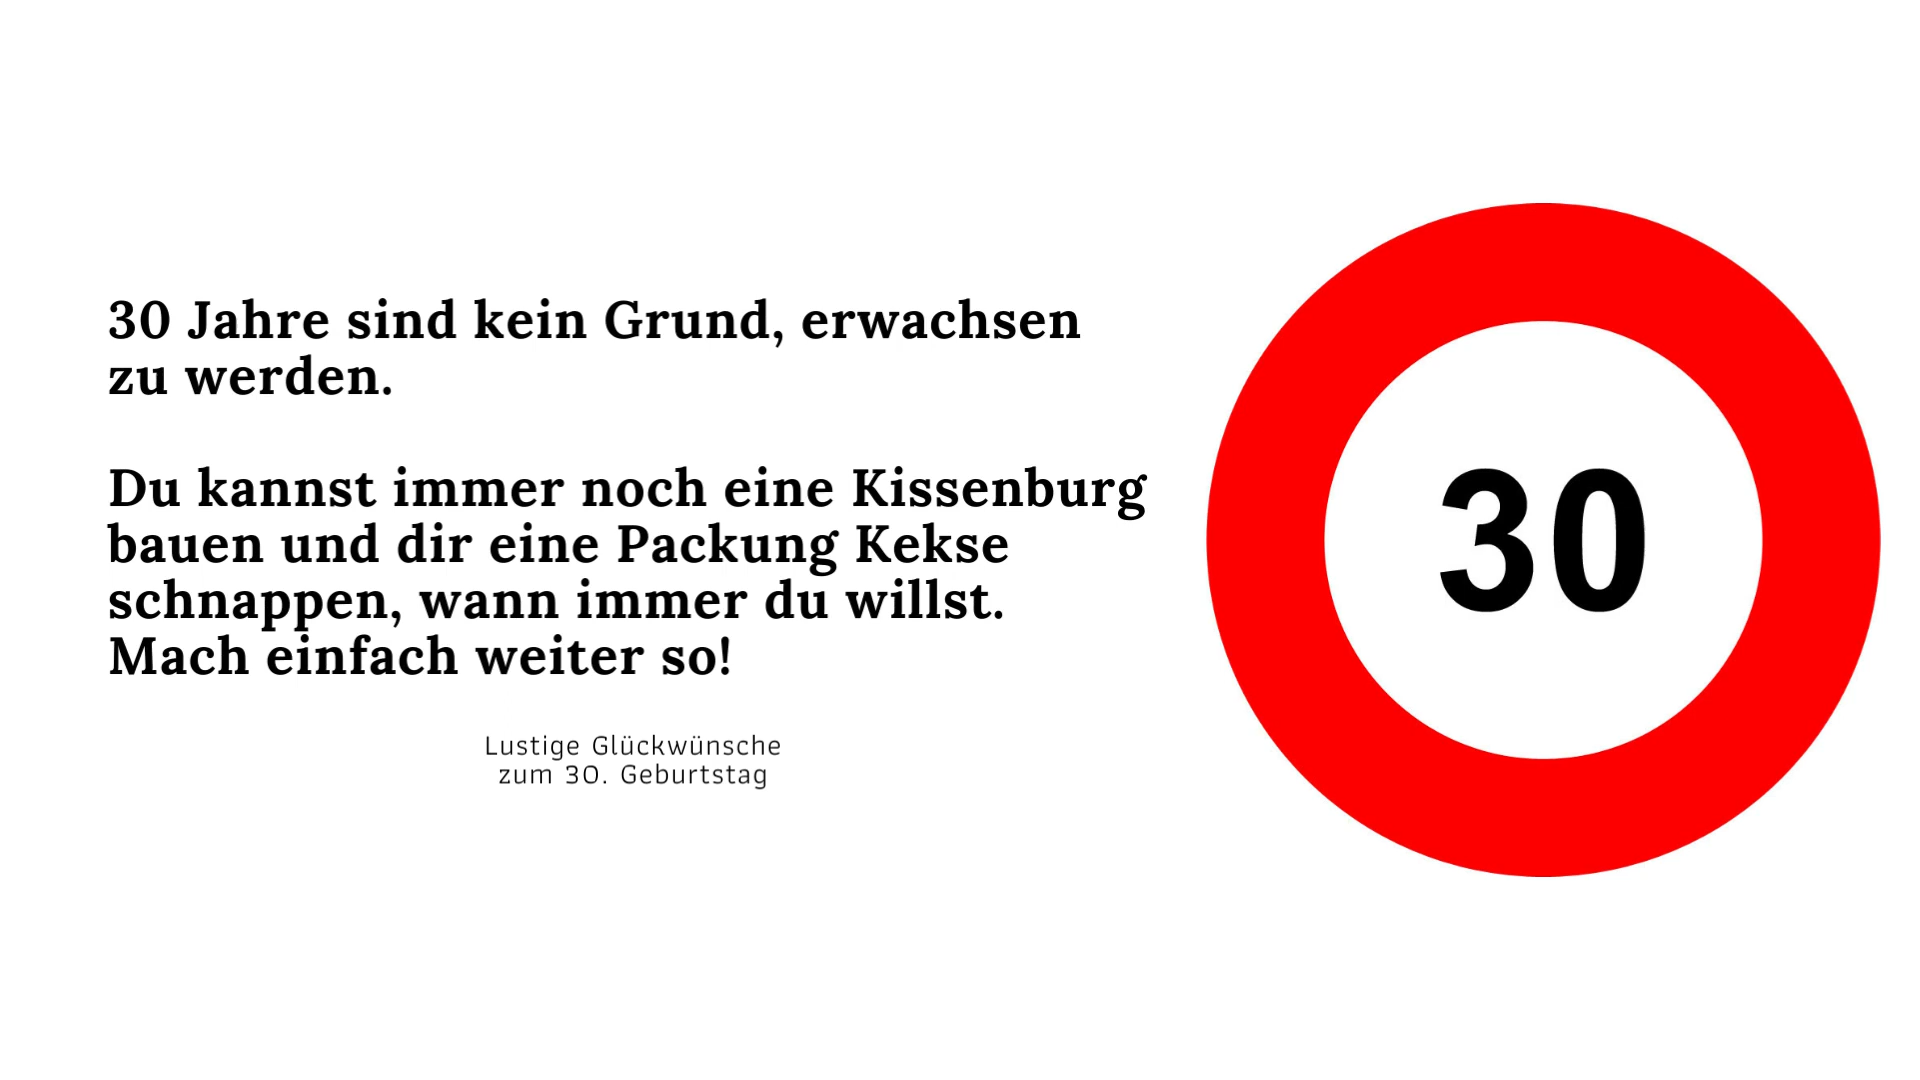 30 Jahre sind kein Grund, erwachsen
zu werden.
Du kannst immer noch eine Kissenburg
bauen und dir eine Packung Kekse
schnappen, wann immer du willst.
Mach einfach weiter so!
Lustige Glückwünsche
zum 30. Geburtstag
30